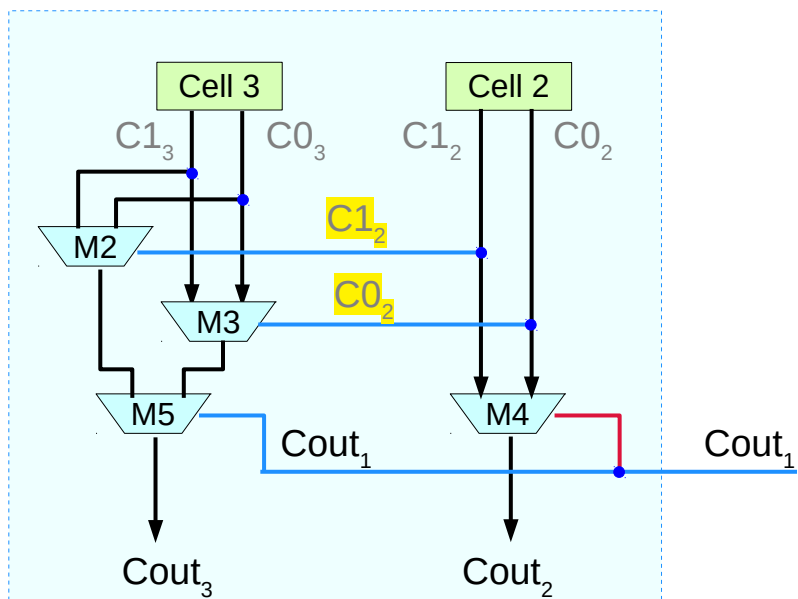 Cell 3
Cell 2
C1₃
C0₃
C1₂
C0₂
C1₂
M2
C0₂
M3
M5
M4
Cout₁
Cout₁
Cout₃
Cout₂